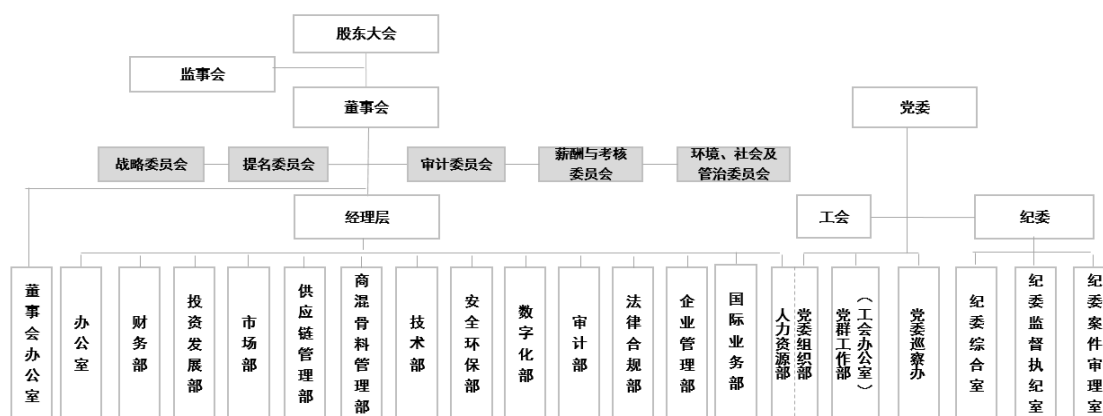 股东大会
监事会
董事会
党委
战略委员会
提名委员会
审计委员会
薪酬与考核
委员会
环境、社会及
管治委员会
经理层
工会
纪委
董事会办公室
办公室
财务部
投资发展部
市场部
供应链管理部
商混骨料管理部
技术部
安全环保部
数字化部
审计部
法律合规部
企业管理部
国际业务部
人力资源部
党委组织部
党群工作部
（工会办公室）
党委巡察办
纪委综合室
纪委监督执纪室
纪委案件审理室